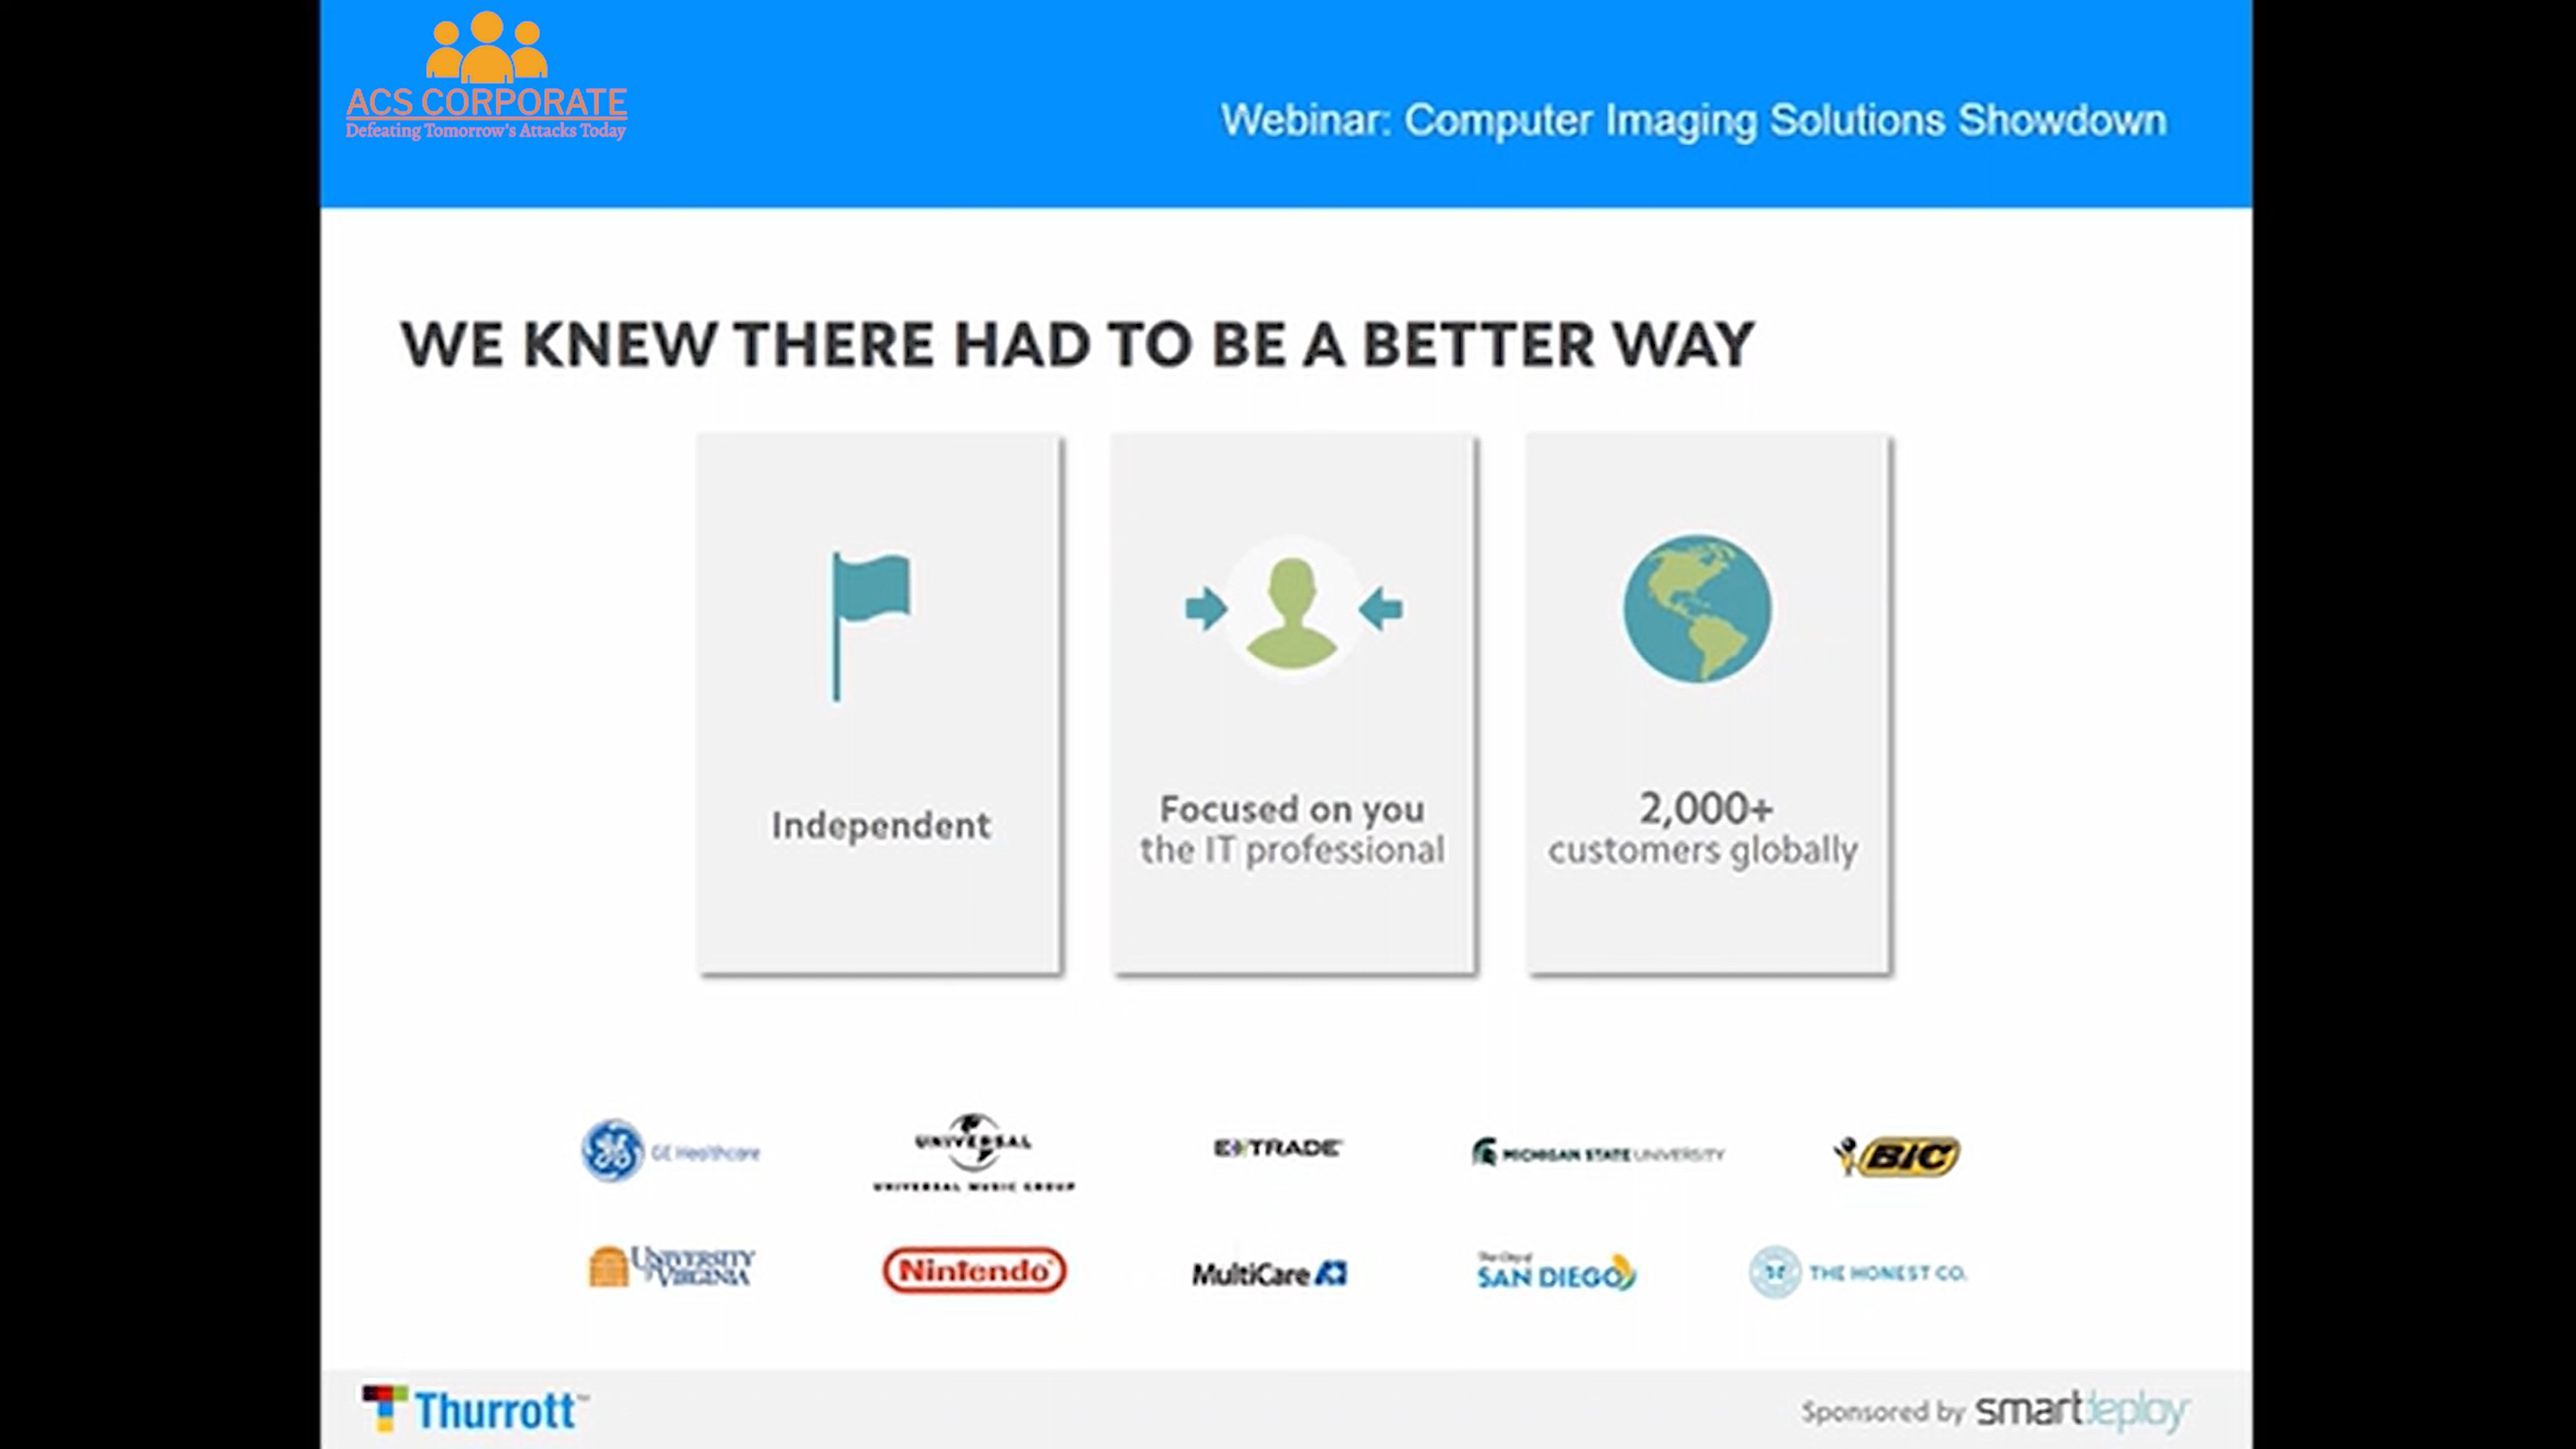 ACS CORPORATE
Defeating Tomorrow's Attacks Today
Webinar: Computer Imaging Solutions Showdown
WE KNEW THERE HAD TO BE A BETTER WAY
Independent
Focused on you
the IT professional
2,000+
customers globally
GE Healthcare
UNIVERSAL
UNIVERSAL MUSIC GROUP
E*TRADE
MICHIGAN STATE UNIVERSITY
BIC
UNIVERSITY
of VIRGINIA
Nintendo
MultiCare
The City of
SAN DIEGO
THE HONEST CO.
Thurrott™
Sponsored by smartdeploy